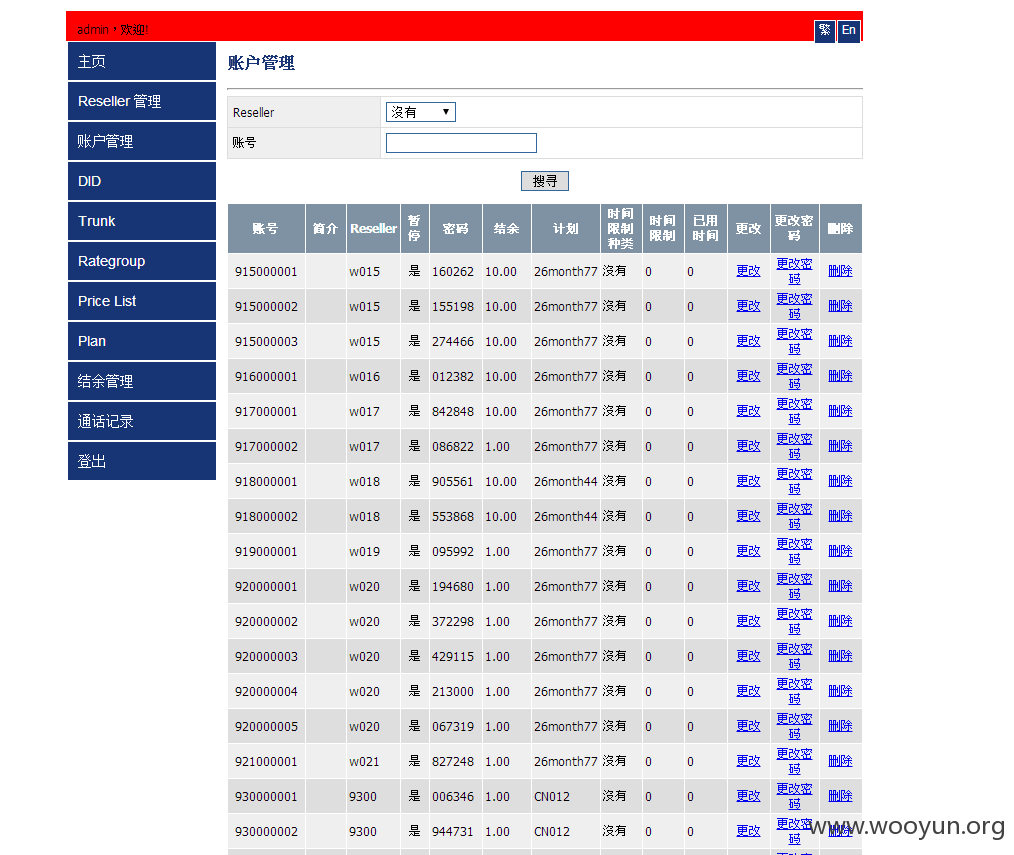 admin，欢迎!
繁 En
主页
Reseller 管理
账户管理
DID
Trunk
Rategroup
Price List
Plan
结余管理
通话记录
登出
账户管理
Reseller 沒有
账号
搜寻
账号 简介 Reseller 暂停 密码 结余 计划 时间限制种类 时间限制 已用时间 更改 更改密码 删除
915000001 w015 是 160262 10.00 26month77 沒有 0 0 更改 更改密码 删除
915000002 w015 是 155198 10.00 26month77 沒有 0 0 更改 更改密码 删除
915000003 w015 是 274466 10.00 26month77 沒有 0 0 更改 更改密码 删除
916000001 w016 是 012382 10.00 26month77 沒有 0 0 更改 更改密码 删除
917000001 w017 是 842848 10.00 26month77 沒有 0 0 更改 更改密码 删除
917000002 w017 是 086822 1.00 26month77 沒有 0 0 更改 更改密码 删除
918000001 w018 是 905561 10.00 26month44 沒有 0 0 更改 更改密码 删除
918000002 w018 是 553868 10.00 26month44 沒有 0 0 更改 更改密码 删除
919000001 w019 是 095992 1.00 26month77 沒有 0 0 更改 更改密码 删除
920000001 w020 是 194680 1.00 26month77 沒有 0 0 更改 更改密码 删除
920000002 w020 是 372298 1.00 26month77 沒有 0 0 更改 更改密码 删除
920000003 w020 是 429115 1.00 26month77 沒有 0 0 更改 更改密码 删除
920000004 w020 是 213000 1.00 26month77 沒有 0 0 更改 更改密码 删除
920000005 w020 是 067319 1.00 26month77 沒有 0 0 更改 更改密码 删除
921000001 w021 是 827248 1.00 26month77 沒有 0 0 更改 更改密码 删除
930000001 9300 是 006346 1.00 CN012 沒有 0 0 更改 更改密码 删除
930000002 9300 是 944731 1.00 CN012 沒有 0 0 更改 更改密码 删除
www.wooyun.org